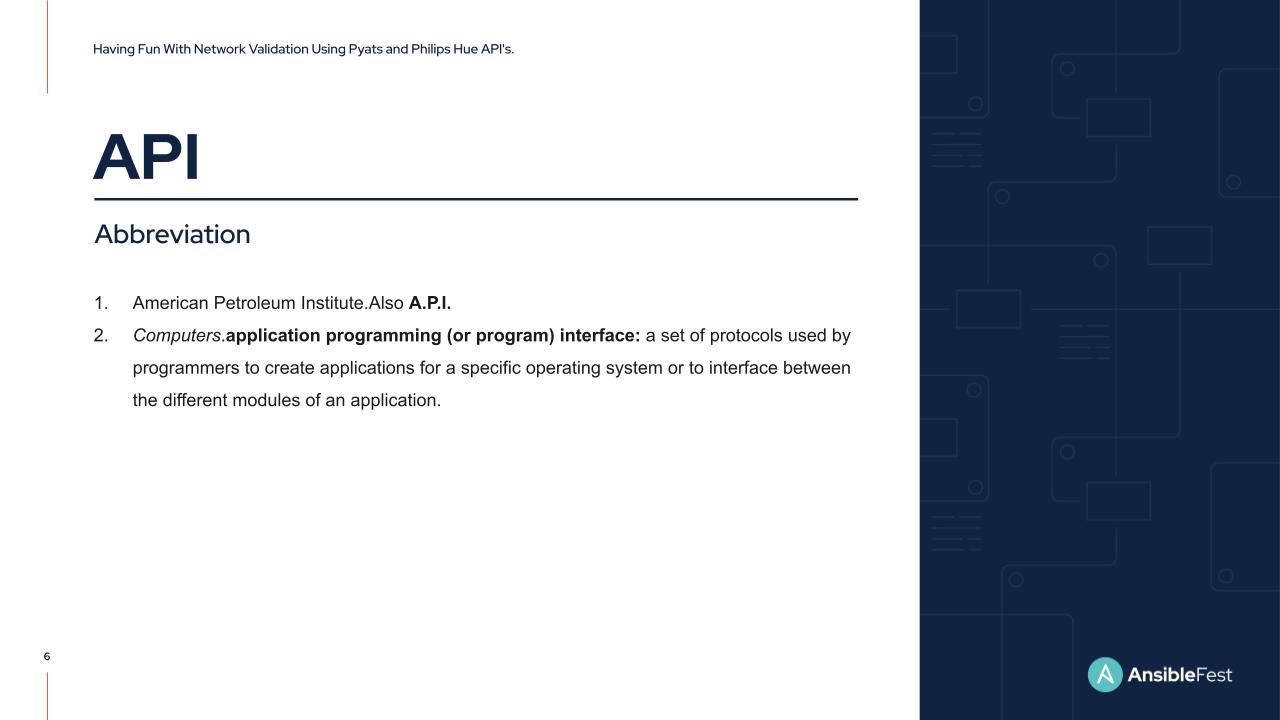 Having Fun With Network Validation Using Pyats and Philips Hue API's.
API
Abbreviation
1. American Petroleum Institute.Also A.P.I.
2. Computers.application programming (or program) interface: a set of protocols used by
programmers to create applications for a specific operating system or to interface between
the different modules of an application.
6
AnsibleFest